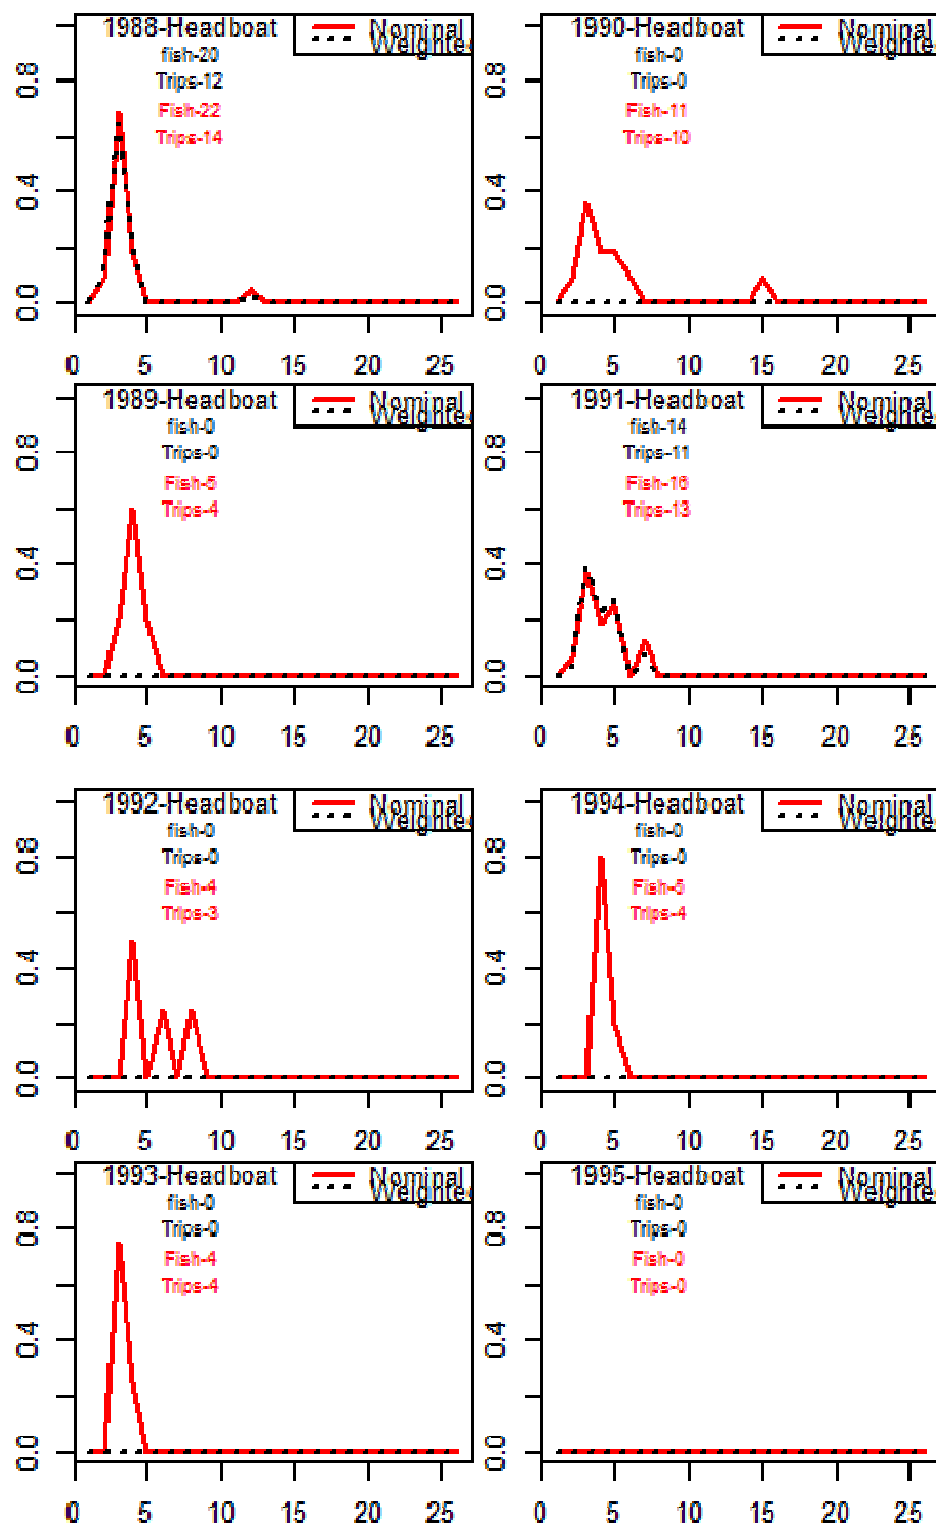 1988-Headboat
Nominal
Weighted
fish-20
Trips-12
Fish-22
Trips-14
0.0 0.4 0.8
0 5 10 15 20 25
1990-Headboat
Nominal
Weighte
fish-0
Trips-0
Fish-11
Trips-10
0.0 0.4 0.8
0 5 10 15 20 25
1989-Headboat
Nominal
Weighte
fish-0
Trips-0
Fish-5
Trips-4
0.0 0.4 0.8
0 5 10 15 20 25
1991-Headboat
Nominal
Weighte
fish-14
Trips-11
Fish-16
Trips-13
0.0 0.4 0.8
0 5 10 15 20 25
1992-Headboat
Nominal
Weighte
fish-0
Trips-0
Fish-4
Trips-3
0.0 0.4 0.8
0 5 10 15 20 25
1994-Headboat
Nominal
Weighte
fish-0
Trips-0
Fish-5
Trips-4
0.0 0.4 0.8
0 5 10 15 20 25
1993-Headboat
Nominal
Weighte
fish-0
Trips-0
Fish-4
Trips-4
0.0 0.4 0.8
0 5 10 15 20 25
1995-Headboat
Nominal
Weighte
fish-0
Trips-0
Fish-0
Trips-0
0.0 0.4 0.8
0 5 10 15 20 25